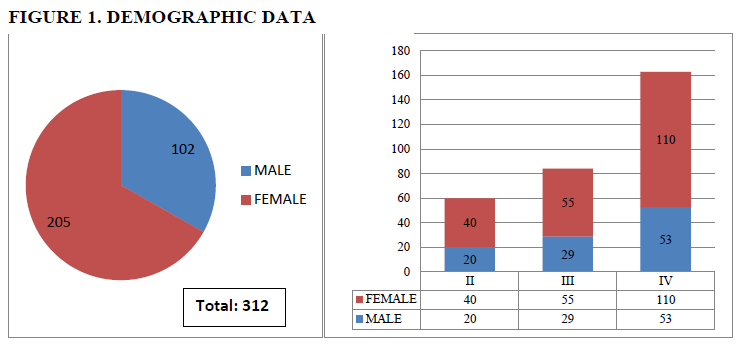 FIGURE 1. DEMOGRAPHIC DATA
102
205
MALE
FEMALE
Total: 312
180
160
140
120
100
80
60
40
20
0
40
20
55
29
110
53
II III IV
FEMALE 40 55 110
MALE 20 29 53